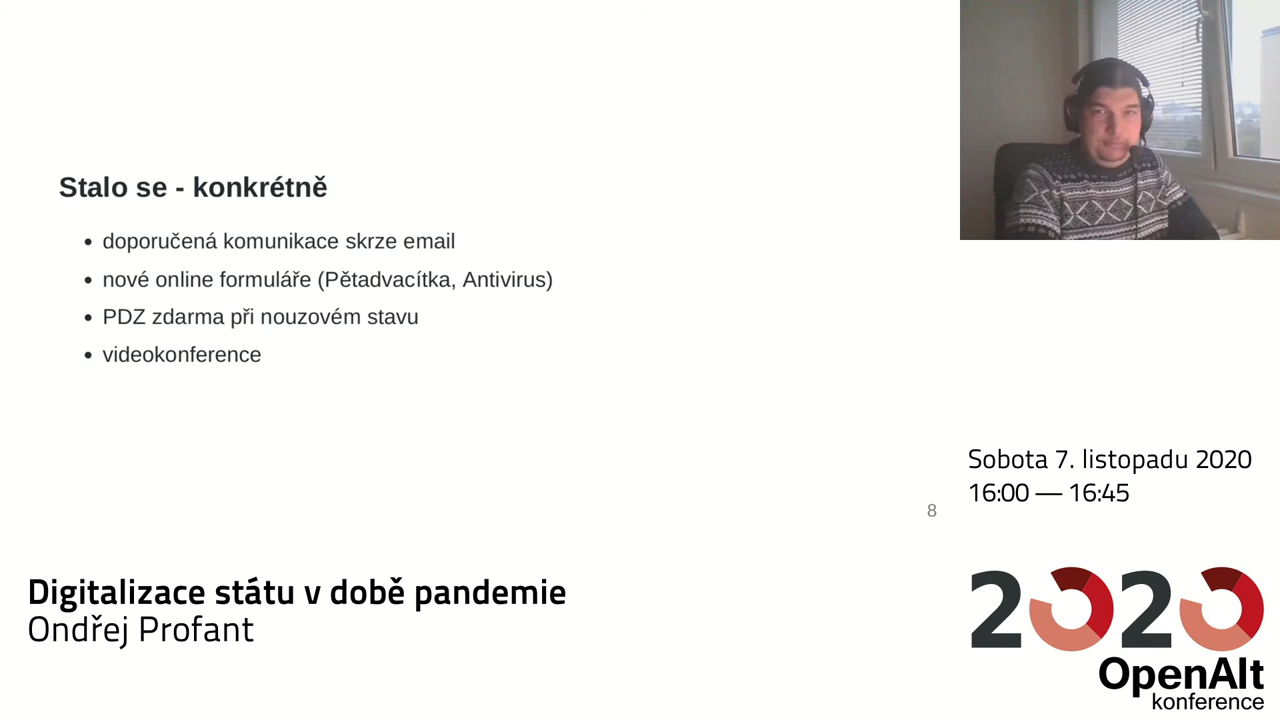 Stalo se - konkrétně
doporučená komunikace skrze email
nové online formuláře (Pětadvacítka, Antivirus)
PDZ zdarma při nouzovém stavu
videokonference
8
Sobota 7. listopadu 2020
16:00 — 16:45
Digitalizace státu v době pandemie
Ondřej Profant
2020
OpenAlt
konference